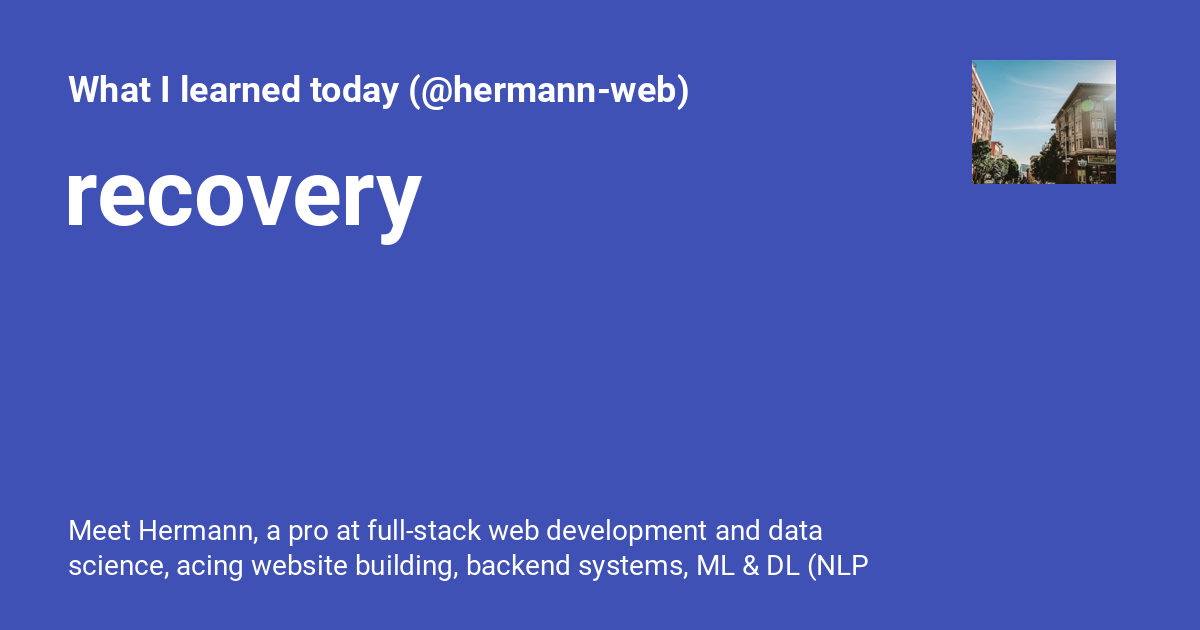 What I learned today (@hermann-web)
recovery
Meet Hermann, a pro at full-stack web development and data
science, acing website building, backend systems, ML & DL (NLP